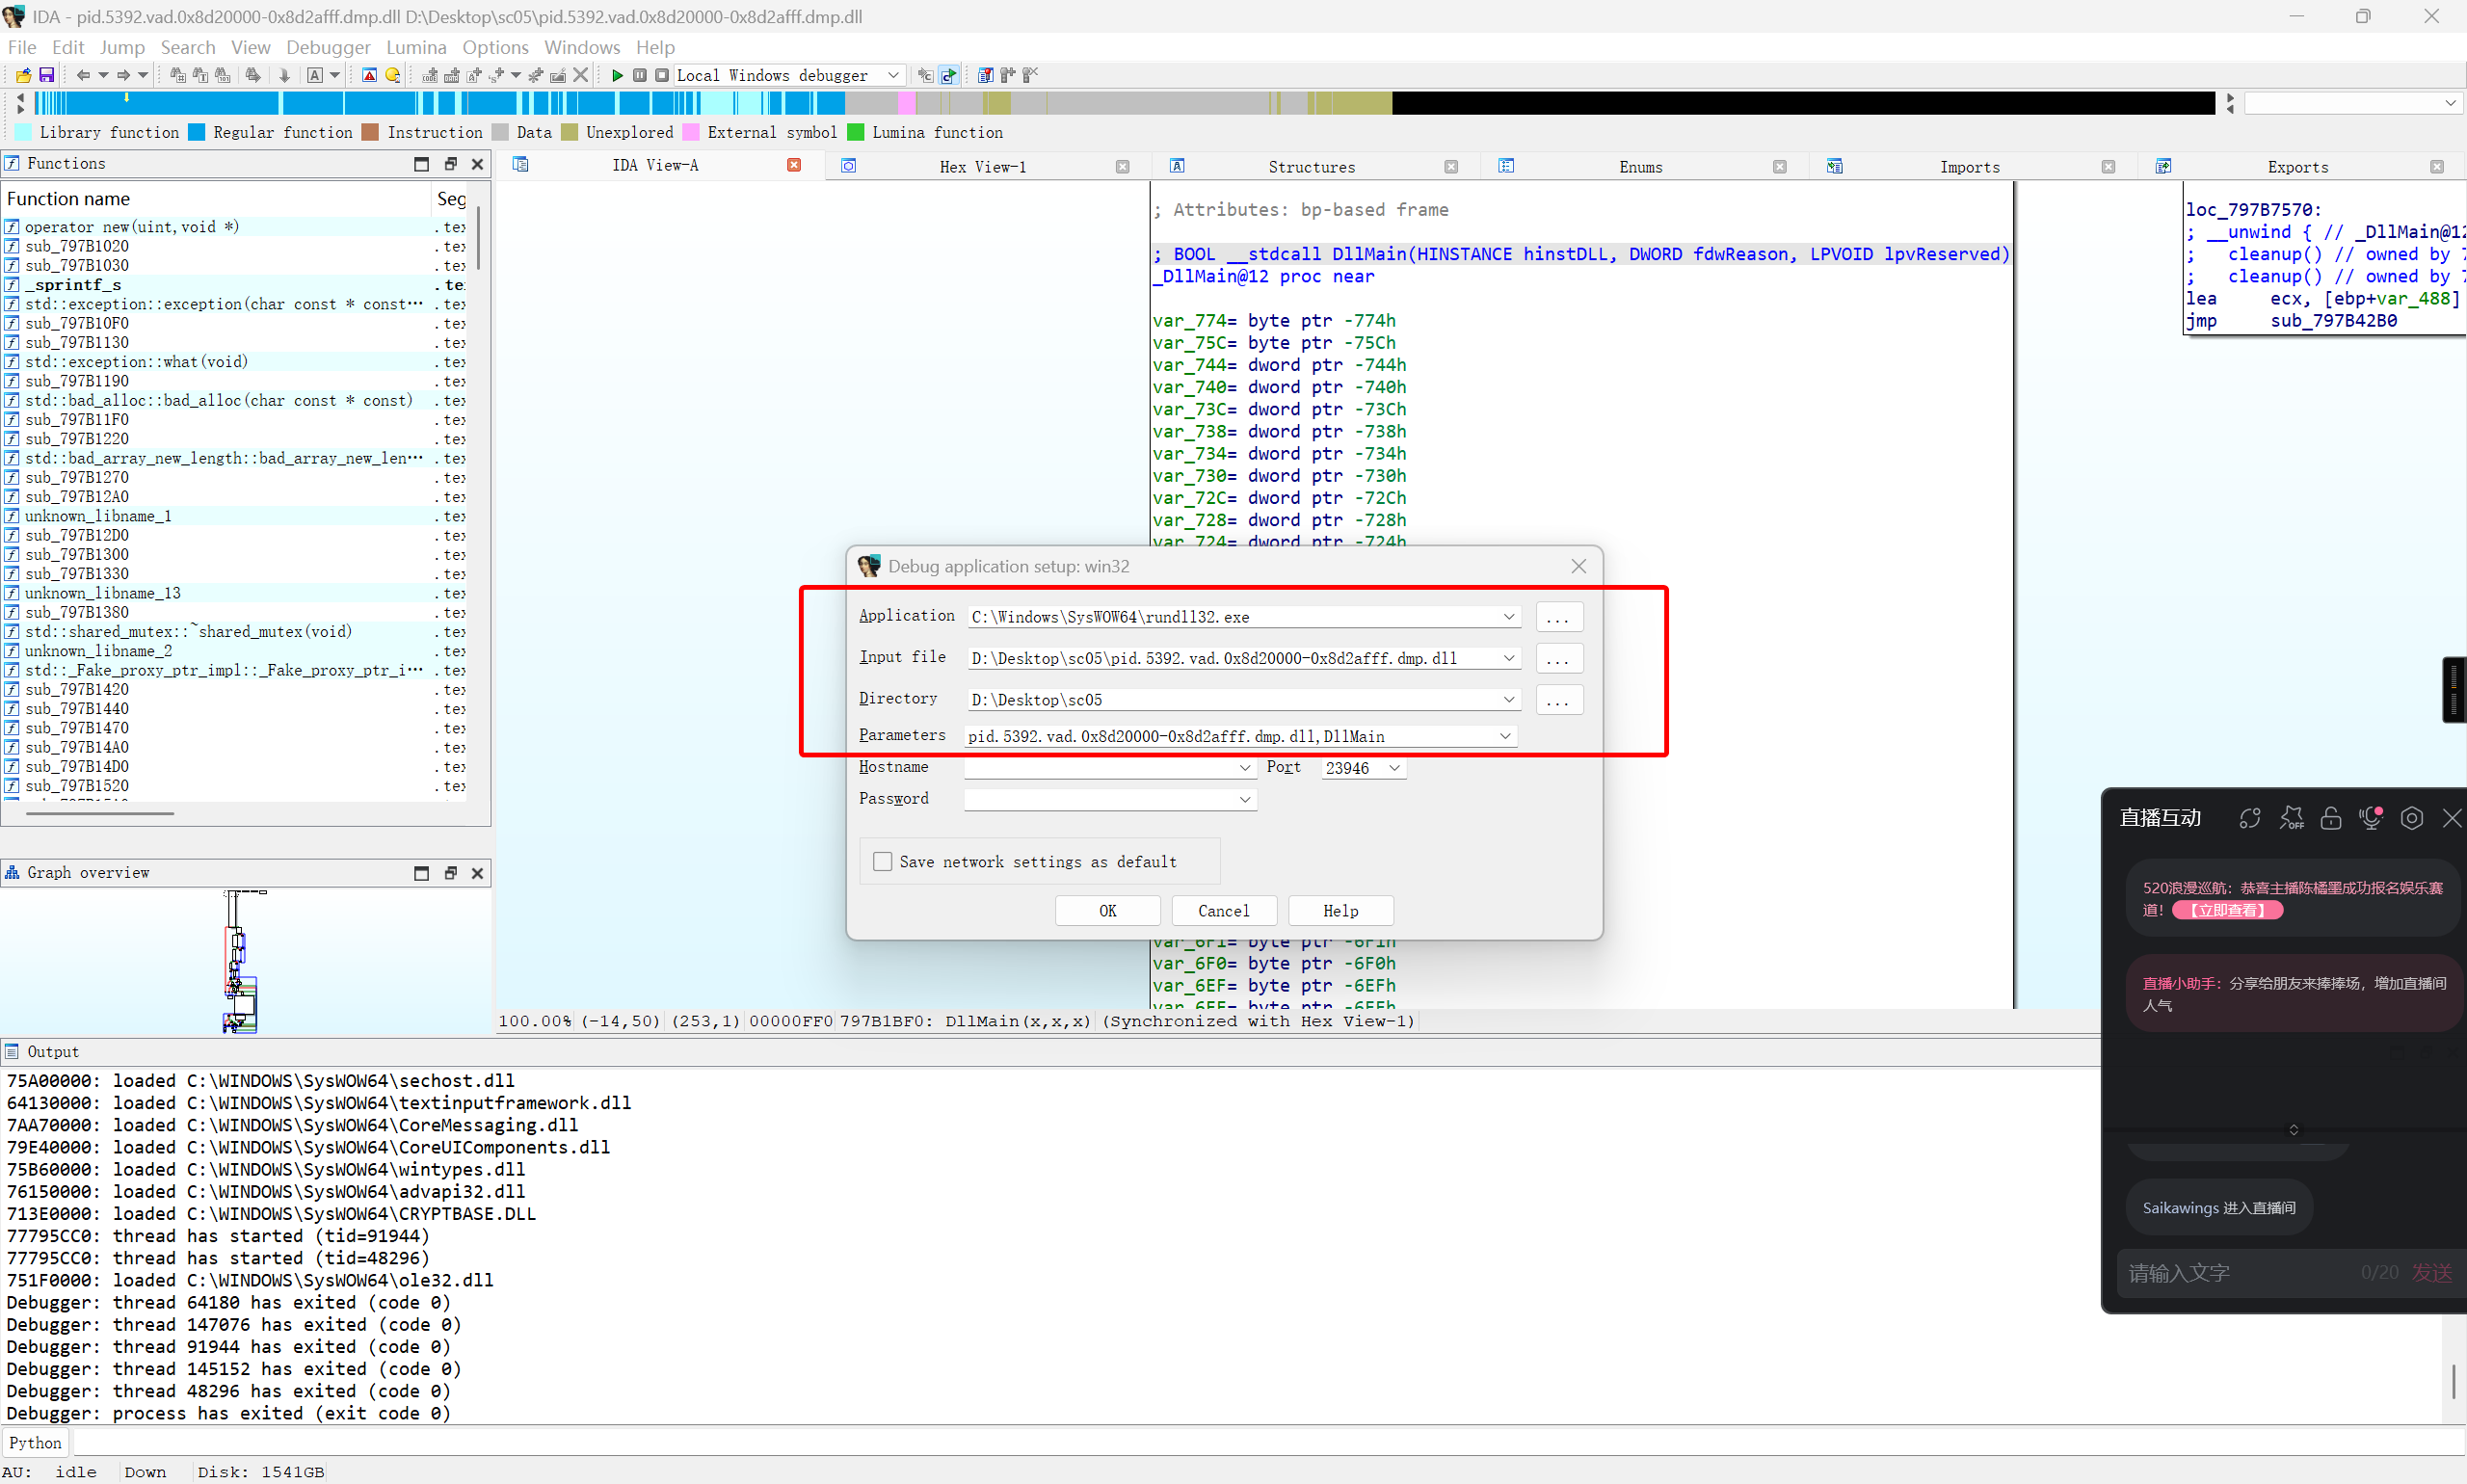 IDA - pid.5392.vad.0x8d20000-0x8d2afff.dmp.dll D:\Desktop\sc05\pid.5392.vad.0x8d20000-0x8d2afff.dmp.dll
File Edit Jump Search View Debugger Lumina Options Windows Help
Local Windows debugger
Library function Regular function Instruction Data Unexplored External symbol Lumina function
Functions
Function name Seg
operator new(uint,void *) .tex
sub_797B1020 .tex
sub_797B1030 .tex
_sprintf_s .te
std::exception::exception(char const * const… .tex
sub_797B10F0 .tex
sub_797B1130 .tex
std::exception::what(void) .tex
sub_797B1190 .tex
std::bad_alloc::bad_alloc(char const * const) .tex
sub_797B11F0 .tex
sub_797B1220 .tex
std::bad_array_new_length::bad_array_new_len… .tex
sub_797B1270 .tex
sub_797B12A0 .tex
unknown_libname_1 .tex
sub_797B12D0 .tex
sub_797B1300 .tex
sub_797B1330 .tex
unknown_libname_13 .tex
sub_797B1380 .tex
std::shared_mutex::~shared_mutex(void) .tex
unknown_libname_2 .tex
std::_Fake_proxy_ptr_impl::_Fake_proxy_ptr_i… .tex
sub_797B1420 .tex
sub_797B1440 .tex
sub_797B1470 .tex
sub_797B14A0 .tex
sub_797B14D0 .tex
sub_797B1520 .tex
Graph overview
IDA View-A Hex View-1 Structures Enums Imports Exports
; Attributes: bp-based frame
; BOOL __stdcall DllMain(HINSTANCE hinstDLL, DWORD fdwReason, LPVOID lpvReserved)
_DllMain@12 proc near
var_774= byte ptr -774h
var_75C= byte ptr -75Ch
var_744= dword ptr -744h
var_740= dword ptr -740h
var_73C= dword ptr -73Ch
var_738= dword ptr -738h
var_734= dword ptr -734h
var_730= dword ptr -730h
var_72C= dword ptr -72Ch
var_728= dword ptr -728h
var_724= dword ptr -724h
var_6F1= byte ptr -6F1h
var_6F0= byte ptr -6F0h
var_6EF= byte ptr -6EFh
loc_797B7570:
; __unwind { // _DllMain@12
; cleanup() // owned by 7
; cleanup() // owned by 7
lea ecx, [ebp+var_488]
jmp sub_797B42B0
Debug application setup: win32
Application C:\Windows\SysWOW64\rundll32.exe ...
Input file D:\Desktop\sc05\pid.5392.vad.0x8d20000-0x8d2afff.dmp.dll ...
Directory D:\Desktop\sc05 ...
Parameters pid.5392.vad.0x8d20000-0x8d2afff.dmp.dll,DllMain
Hostname Port 23946
Password
Save network settings as default
OK Cancel Help
100.00% (-14,50) (253,1) 00000FF0 797B1BF0: DllMain(x,x,x) (Synchronized with Hex View-1)
Output
75A00000: loaded C:\WINDOWS\SysWOW64\sechost.dll
64130000: loaded C:\WINDOWS\SysWOW64\textinputframework.dll
7AA70000: loaded C:\WINDOWS\SysWOW64\CoreMessaging.dll
79E40000: loaded C:\WINDOWS\SysWOW64\CoreUIComponents.dll
75B60000: loaded C:\WINDOWS\SysWOW64\wintypes.dll
76150000: loaded C:\WINDOWS\SysWOW64\advapi32.dll
713E0000: loaded C:\WINDOWS\SysWOW64\CRYPTBASE.DLL
77795CC0: thread has started (tid=91944)
77795CC0: thread has started (tid=48296)
751F0000: loaded C:\WINDOWS\SysWOW64\ole32.dll
Debugger: thread 64180 has exited (code 0)
Debugger: thread 147076 has exited (code 0)
Debugger: thread 91944 has exited (code 0)
Debugger: thread 145152 has exited (code 0)
Debugger: thread 48296 has exited (code 0)
Debugger: process has exited (exit code 0)
Python
AU: idle Down Disk: 1541GB
直播互动
OFF
520浪漫巡航：恭喜主播陈橘墨成功报名娱乐赛
道！【立即查看】
直播小助手：分享给朋友来捧捧场，增加直播间
人气
Saikawings 进入直播间
请输入文字 0/20 发送